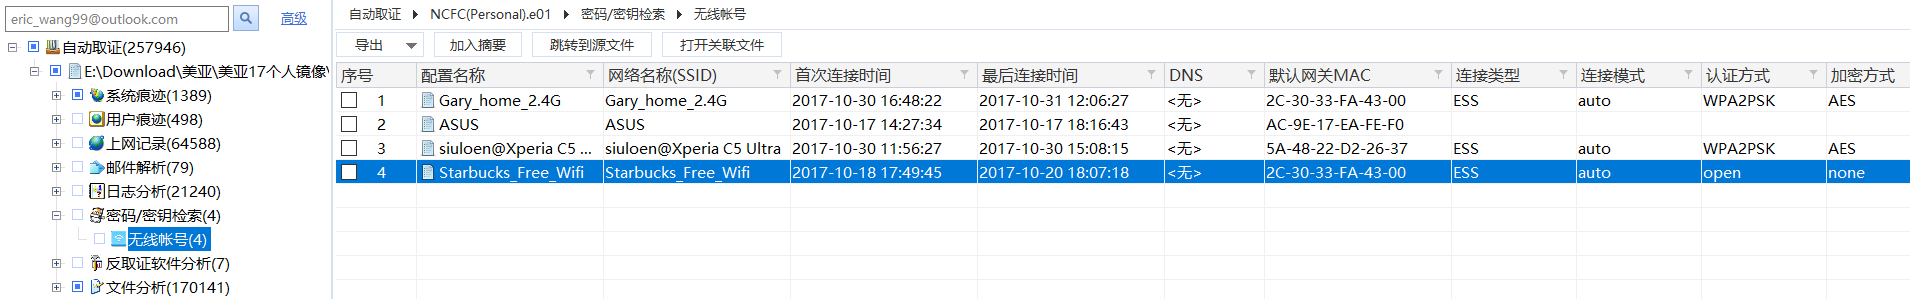 eric_wang99@outlook.com 高级
自动取证(257946)
E:\Download\美亚\美亚17个人镜像\
系统痕迹(1389)
用户痕迹(498)
上网记录(64588)
邮件解析(79)
日志分析(21240)
密码/密钥检索(4)
无线帐号(4)
反取证软件分析(7)
文件分析(170141)
自动取证 NCFC(Personal).e01 密码/密钥检索 无线帐号
导出 加入摘要 跳转到源文件 打开关联文件
序号 配置名称 网络名称(SSID) 首次连接时间 最后连接时间 DNS 默认网关MAC 连接类型 连接模式 认证方式 加密方式
1 Gary_home_2.4G Gary_home_2.4G 2017-10-30 16:48:22 2017-10-31 12:06:27 <无> 2C-30-33-FA-43-00 ESS auto WPA2PSK AES
2 ASUS ASUS 2017-10-17 14:27:34 2017-10-17 18:16:43 <无> AC-9E-17-EA-FE-F0
3 siuloen@Xperia C5 ... siuloen@Xperia C5 Ultra 2017-10-30 11:56:27 2017-10-30 15:08:15 <无> 5A-48-22-D2-26-37 ESS auto WPA2PSK AES
4 Starbucks_Free_Wifi Starbucks_Free_Wifi 2017-10-18 17:49:45 2017-10-20 18:07:18 <无> 2C-30-33-FA-43-00 ESS auto open none